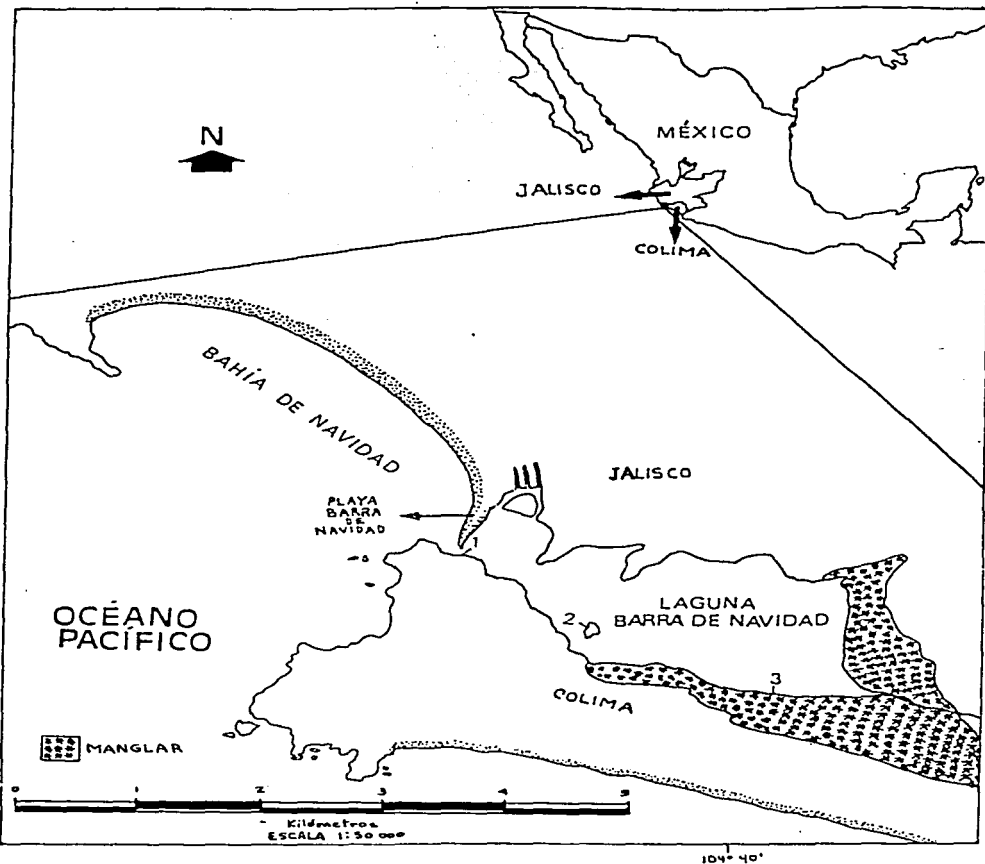 N
MÉXICO
JALISCO
COLIMA
BAHÍA DE NAVIDAD
JALISCO
PLAYA
BARRA
DE
NAVIDAD
1
OCÉANO
PACÍFICO
2
LAGUNA
BARRA DE NAVIDAD
3
COLIMA
MANGLAR
0 1 2 3 4 5
Kilómetros
ESCALA 1:50 000
104° 40'